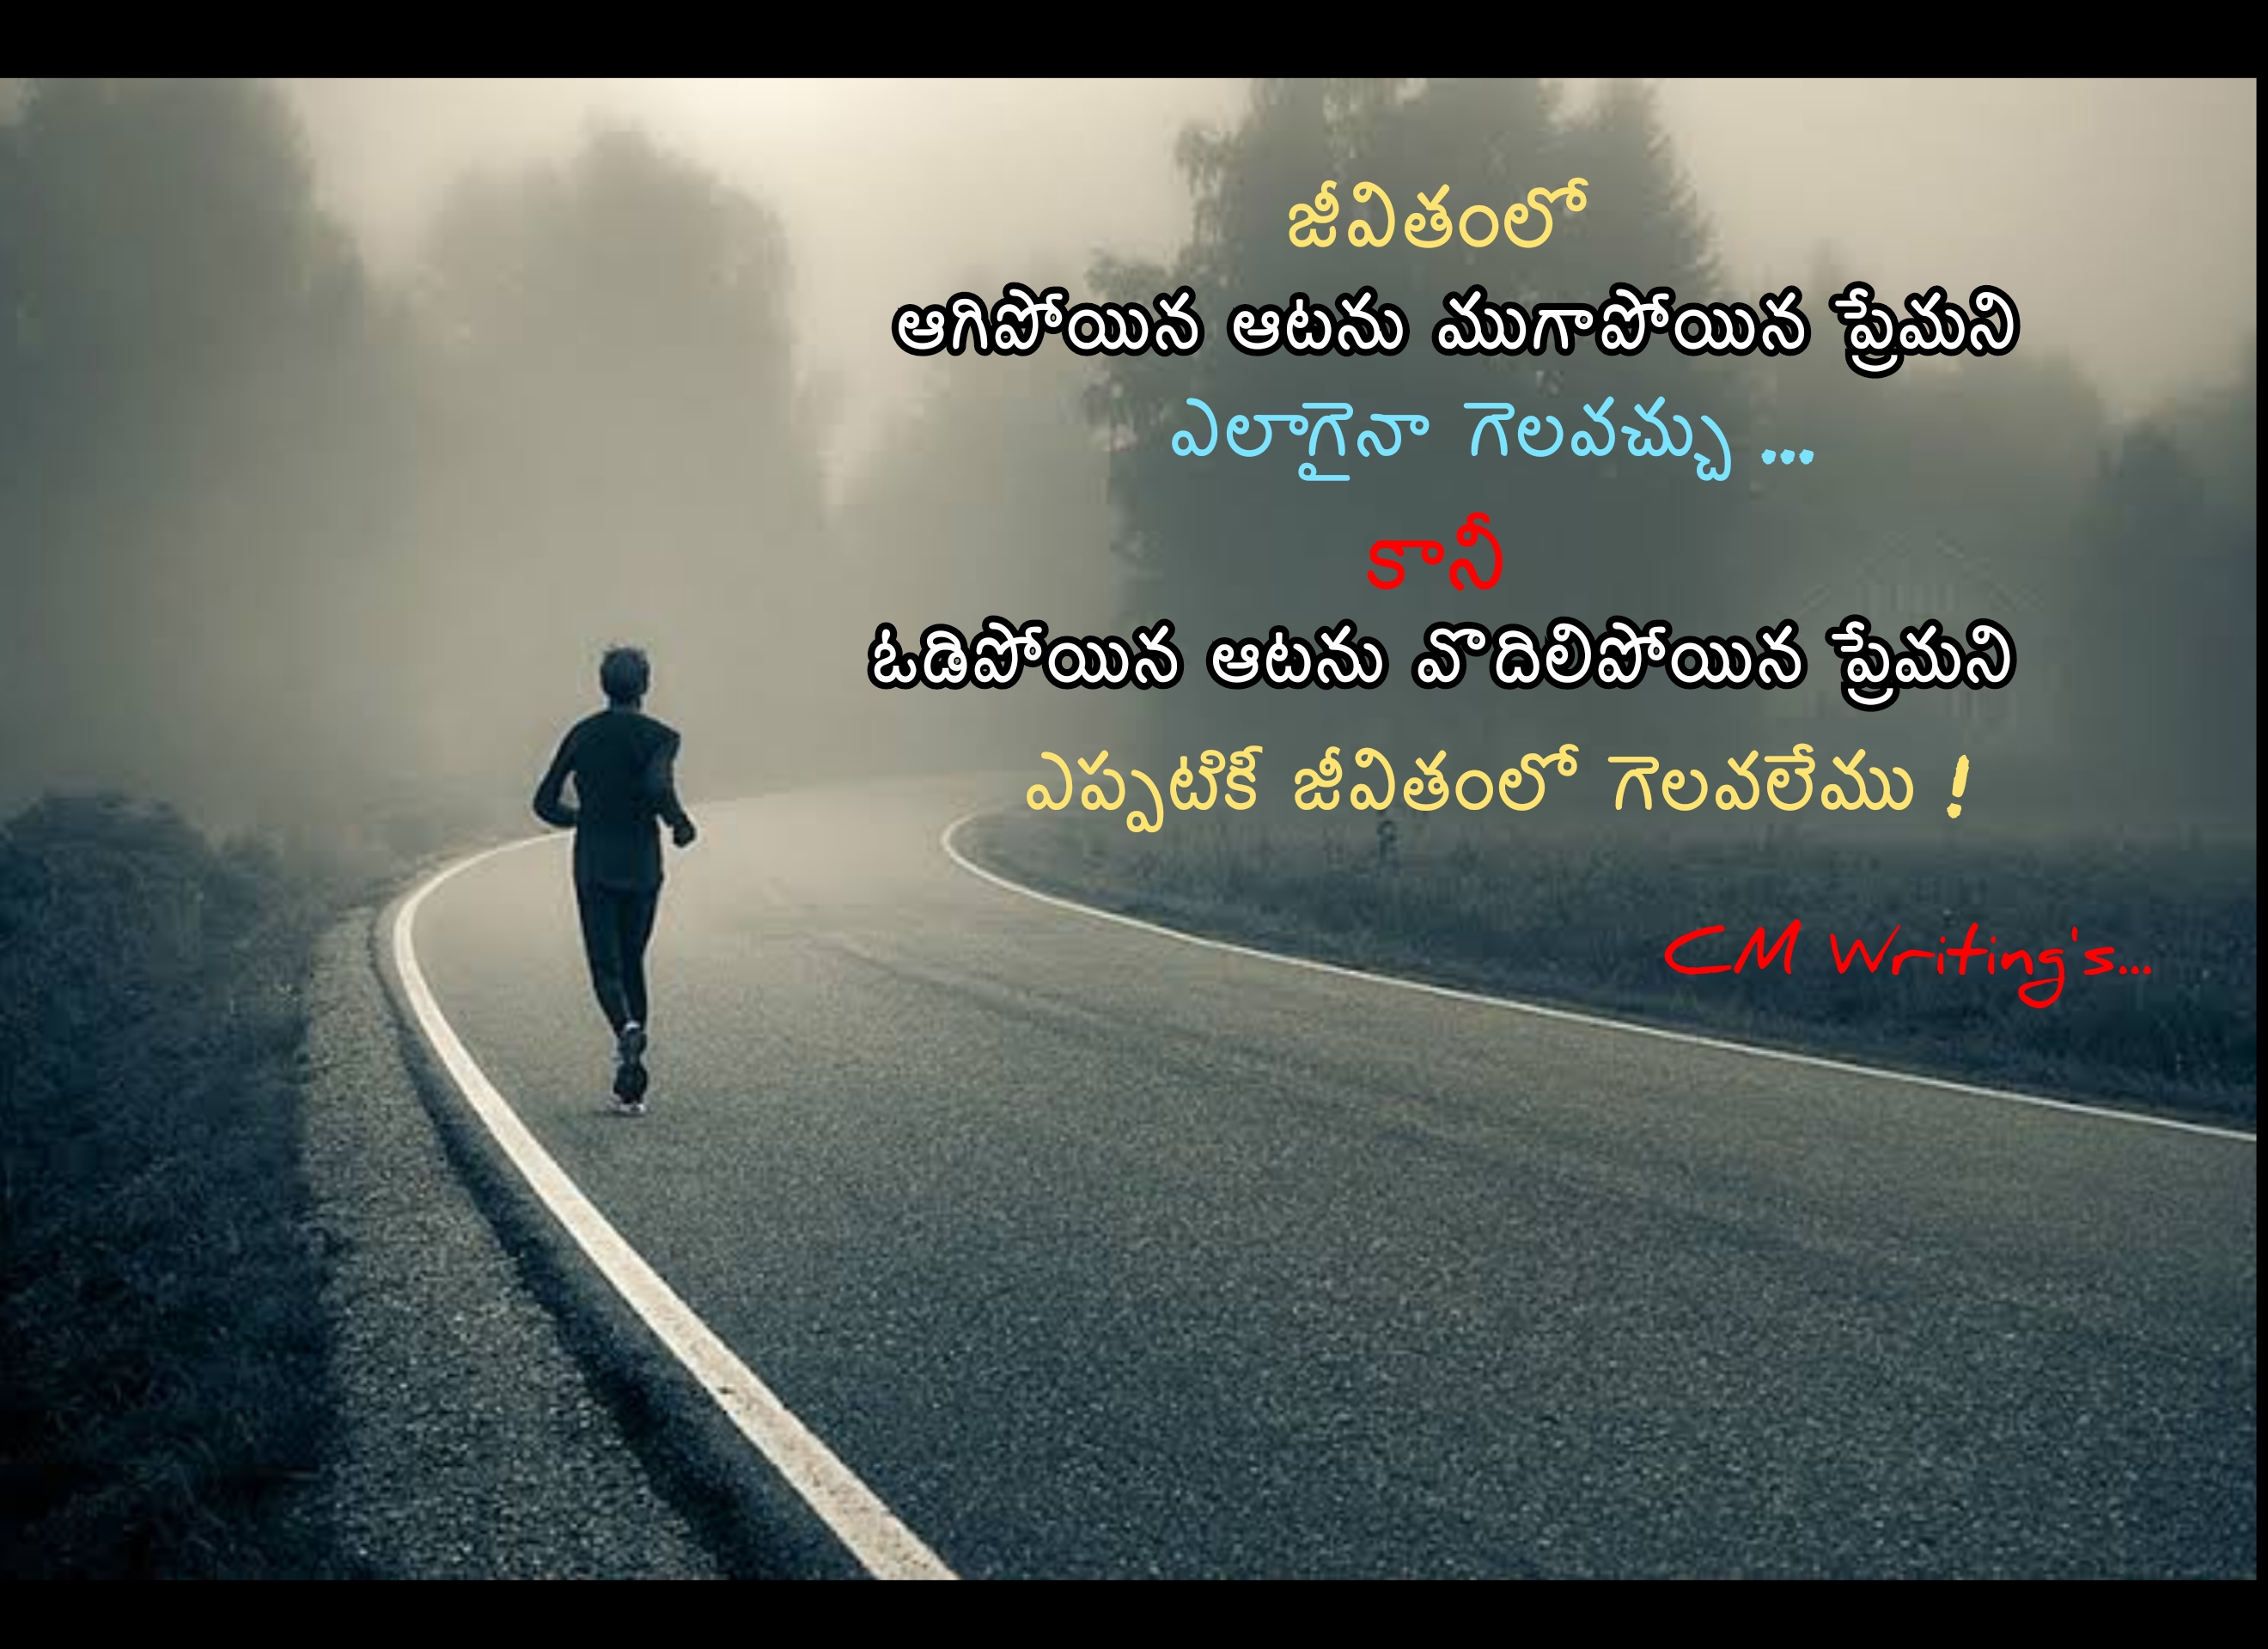 జీవితంలో
ఆగిపోయిన ఆటను ముగాపోయిన ప్రేమని
ఎలాగైనా గెలవచ్చు ...
కానీ
ఓడిపోయిన ఆటను వొదిలిపోయిన ప్రేమని
ఎప్పటికీ జీవితంలో గెలవలేము !
CM Writing's...